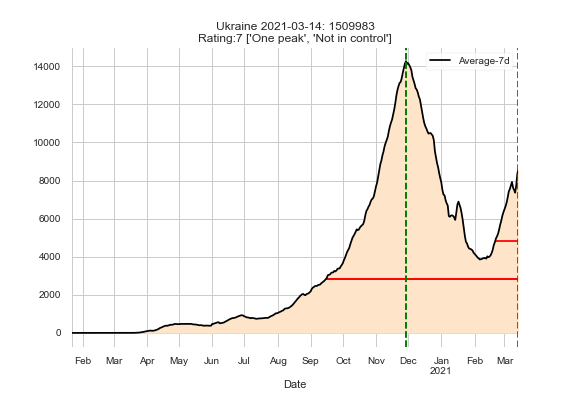 Ukraine 2021-03-14: 1509983
Rating:7 ['One peak', 'Not in control']
Average-7d
14000
12000
10000
8000
6000
4000
2000
0
Feb Mar Apr May Jun Jul Aug Sep Oct Nov Dec Jan Feb Mar
2021
Date